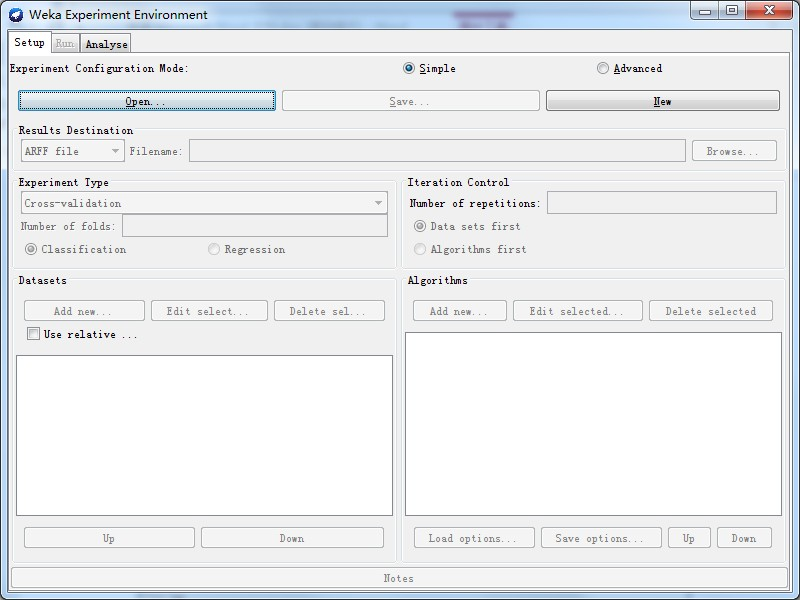 Weka Experiment Environment
Setup Run Analyse
Experiment Configuration Mode: Simple Advanced
Open... Save... New
Results Destination
ARFF file Filename: Browse...
Experiment Type
Cross-validation
Number of folds:
Classification Regression
Iteration Control
Number of repetitions:
Data sets first
Algorithms first
Datasets
Add new... Edit select... Delete sel...
Use relative ...
Up Down
Algorithms
Add new... Edit selected... Delete selected
Load options... Save options... Up Down
Notes